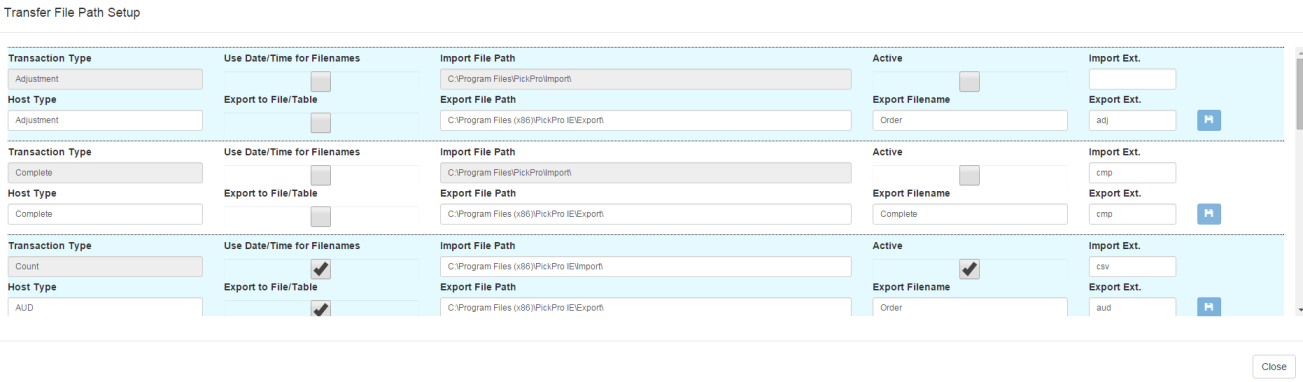 Transfer File Path Setup
Transaction Type Use Date/Time for Filenames Import File Path Active Import Ext.
Adjustment C:\Program Files\PickPro\Import\
Host Type Export to File/Table Export File Path Export Filename Export Ext.
Adjustment C:\Program Files (x86)\PickPro IE\Export\ Order adj
Transaction Type Use Date/Time for Filenames Import File Path Active Import Ext.
Complete C:\Program Files\PickPro\Import\ cmp
Host Type Export to File/Table Export File Path Export Filename Export Ext.
Complete C:\Program Files (x86)\PickPro IE\Export\ Complete cmp
Transaction Type Use Date/Time for Filenames Import File Path Active Import Ext.
Count C:\Program Files (x86)\PickPro IE\Import\ csv
Host Type Export to File/Table Export File Path Export Filename Export Ext.
AUD C:\Program Files (x86)\PickPro IE\Export\ Order aud
Close